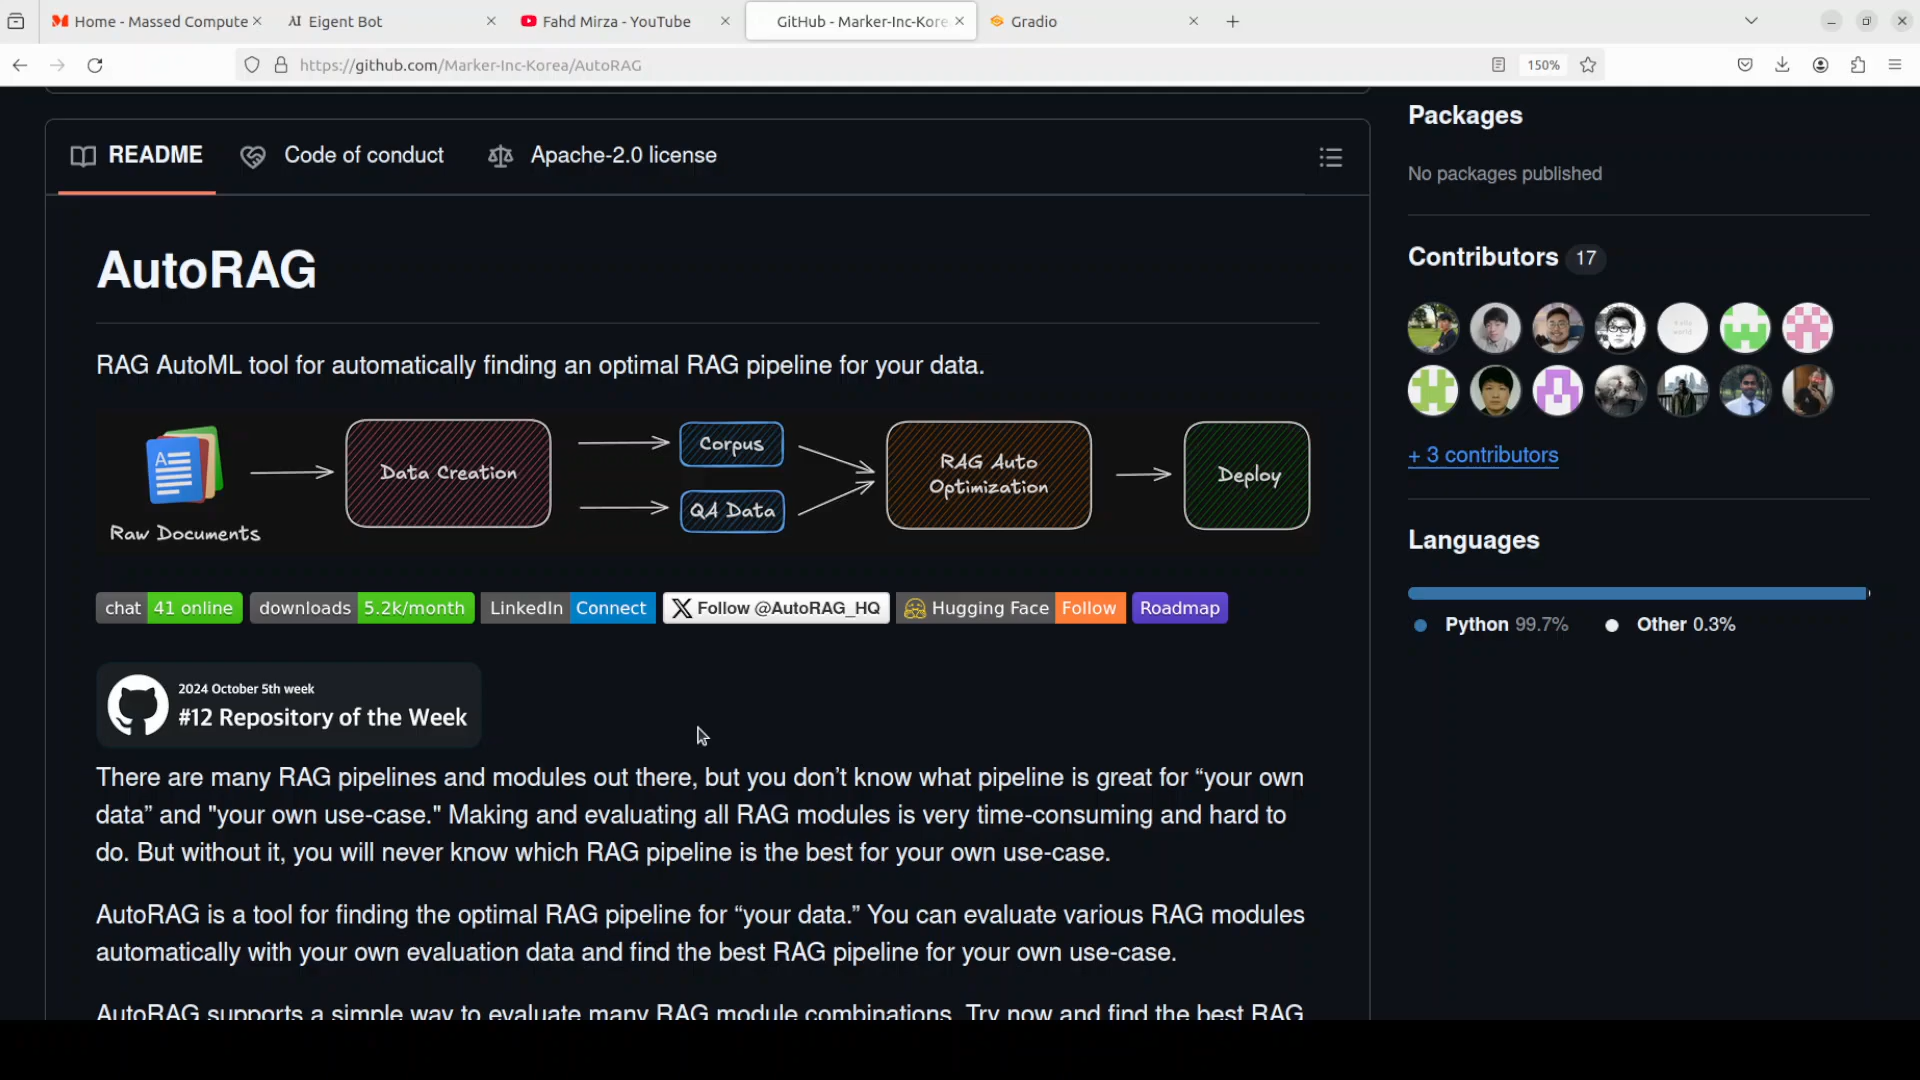 Home - Massed Compute
AI Eigent Bot
Fahd Mirza - YouTube
GitHub - Marker-Inc-Kore
Gradio
https://github.com/Marker-Inc-Korea/AutoRAG
150%
README
Code of conduct
Apache-2.0 license
AutoRAG
RAG AutoML tool for automatically finding an optimal RAG pipeline for your data.
Raw Documents
Data Creation
Corpus
QA Data
RAG Auto
Optimization
Deploy
chat 41 online
downloads 5.2k/month
LinkedIn Connect
Follow @AutoRAG_HQ
Hugging Face Follow
Roadmap
2024 October 5th week
#12 Repository of the Week
There are many RAG pipelines and modules out there, but you don’t know what pipeline is great for “your own
data” and "your own use-case." Making and evaluating all RAG modules is very time-consuming and hard to
do. But without it, you will never know which RAG pipeline is the best for your own use-case.
AutoRAG is a tool for finding the optimal RAG pipeline for “your data.” You can evaluate various RAG modules
automatically with your own evaluation data and find the best RAG pipeline for your own use-case.
AutoRAG supports a simple way to evaluate many RAG module combinations. Try now and find the best RAG
Packages
No packages published
Contributors 17
hello
world
+ 3 contributors
Languages
Python 99.7%
Other 0.3%